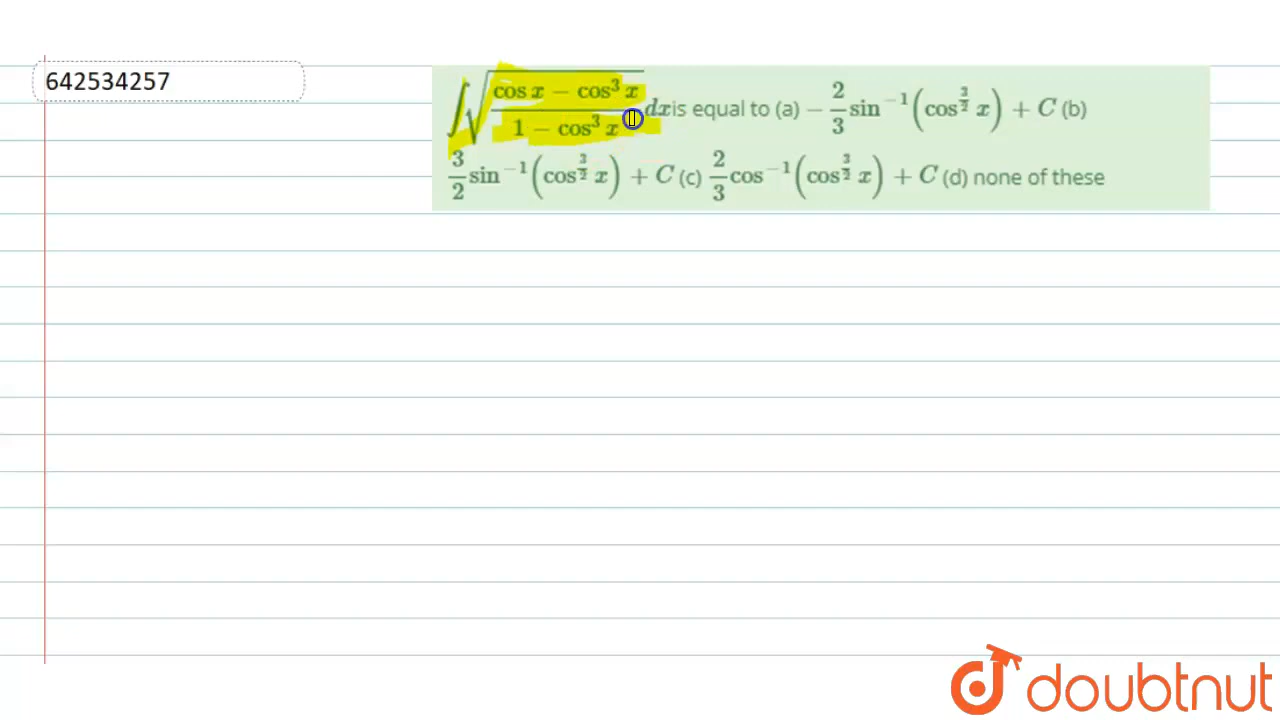 642534257
∫√((cos x − cos³ x)/(1 − cos³ x)) dx is equal to (a) − 2/3 sin⁻¹(cos^(3/2) x) + C (b)
3/2 sin⁻¹(cos^(3/2) x) + C (c) 2/3 cos⁻¹(cos^(3/2) x) + C (d) none of these
doubtnut